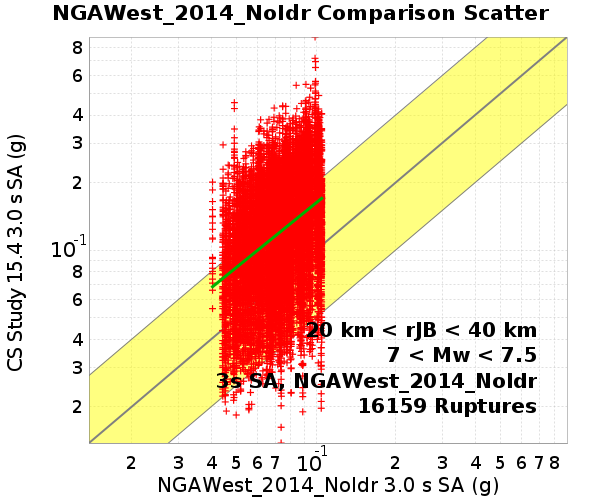 NGAWest_2014_NoIdr Comparison Scatter
CS Study 15.4 3.0 s SA (g)
8
6
4
3
2
10-1
8
6
4
3
2
20 km < rJB < 40 km
7 < Mw < 7.5
3s SA, NGAWest_2014_NoIdr
16159 Ruptures
2 3 4 5 6 7 10-1 2 3 4 5 6 7 8
NGAWest_2014_NoIdr 3.0 s SA (g)